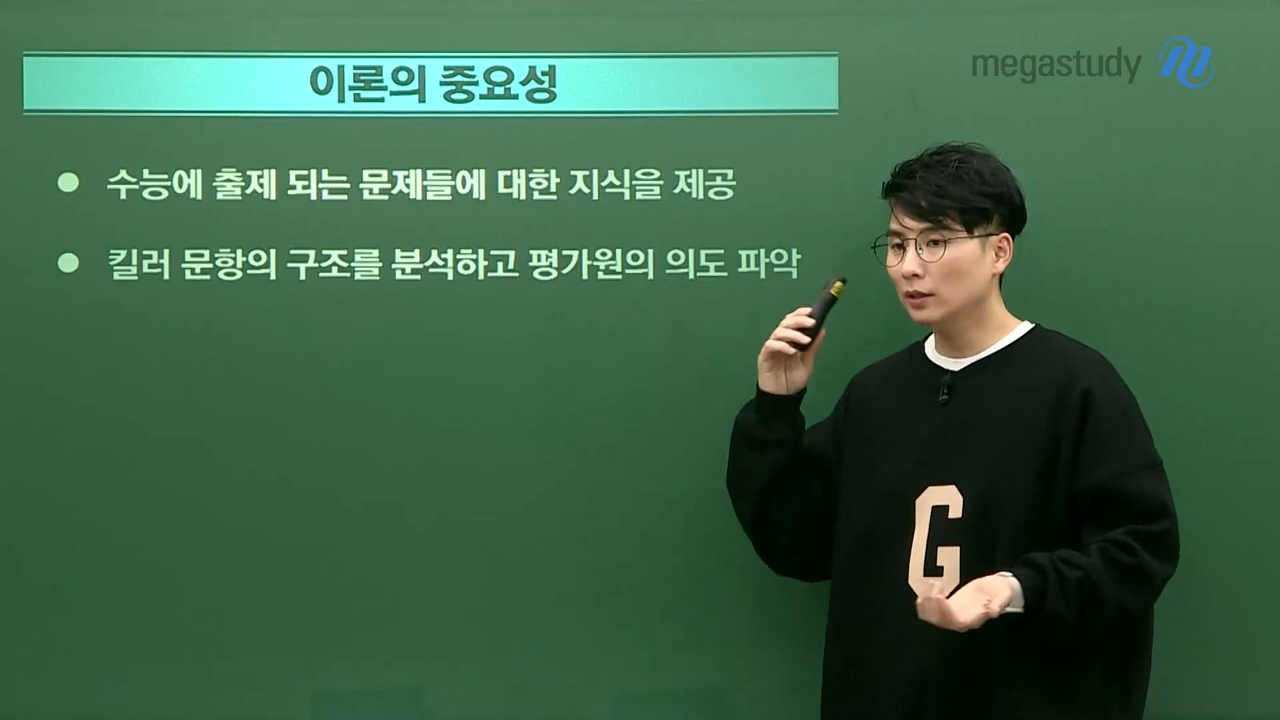 이론의 중요성
megastudy
수능에 출제 되는 문제들에 대한 지식을 제공
킬러 문항의 구조를 분석하고 평가원의 의도 파악
G